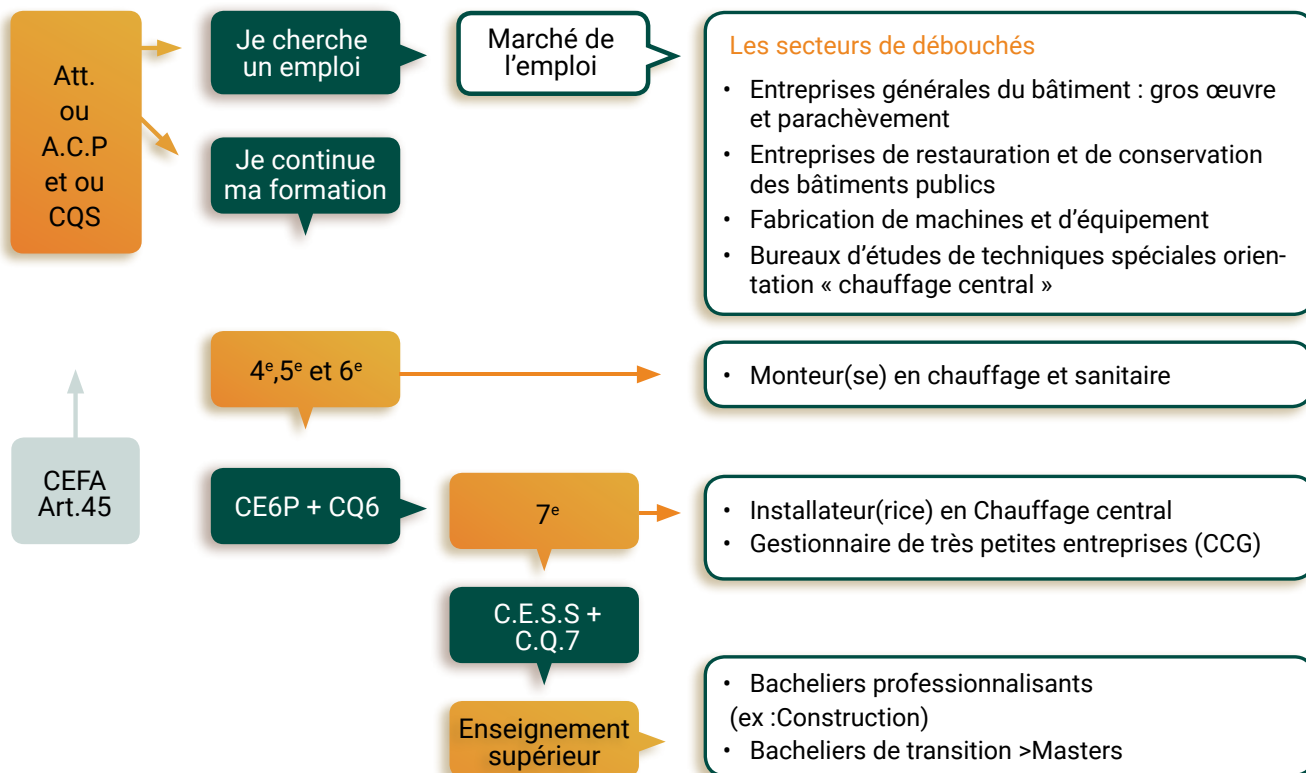 Att.
ou
A.C.P
et ou
CQS
Je cherche
un emploi
Marché de
l'emploi
Les secteurs de débouchés
• Entreprises générales du bâtiment : gros œuvre
et parachèvement
• Entreprises de restauration et de conservation
des bâtiments publics
• Fabrication de machines et d'équipement
• Bureaux d'études de techniques spéciales orien-
tation « chauffage central »
Je continue
ma formation
4e,5e et 6e
• Monteur(se) en chauffage et sanitaire
CEFA
Art.45
CE6P + CQ6
7e
• Installateur(rice) en Chauffage central
• Gestionnaire de très petites entreprises (CCG)
C.E.S.S +
C.Q.7
Enseignement
supérieur
• Bacheliers professionnalisants
(ex :Construction)
• Bacheliers de transition >Masters